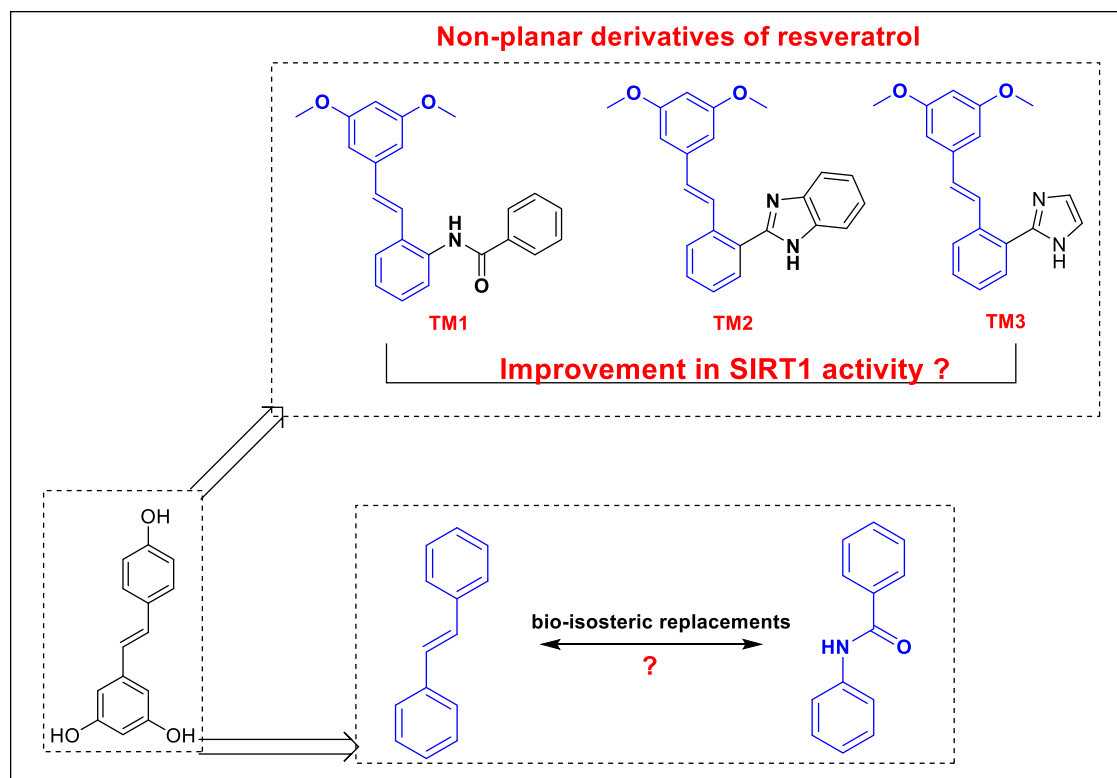 Non-planar derivatives of resveratrol
O O
O O
O O
H
N
O
N
N
H
N
N
H
TM1 TM2 TM3
Improvement in SIRT1 activity ?
OH
HO OH
bio-isosteric replacements
?
HN O